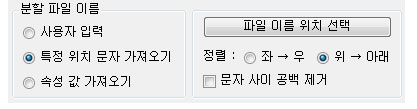 분할 파일 이름
사용자 입력
특정 위치 문자 가져오기
속성 값 가져오기
파일 이름 위치 선택
정렬 : 좌 → 우 위 → 아래
문자 사이 공백 제거